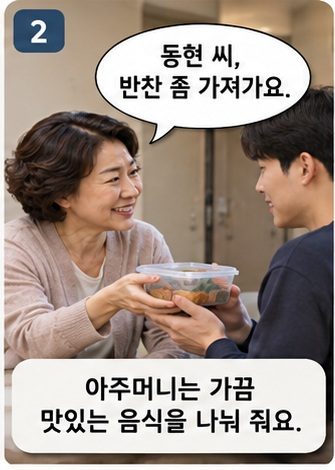 2
동현 씨,
반찬 좀 가져가요.
아주머니는 가끔
맛있는 음식을 나눠 줘요.